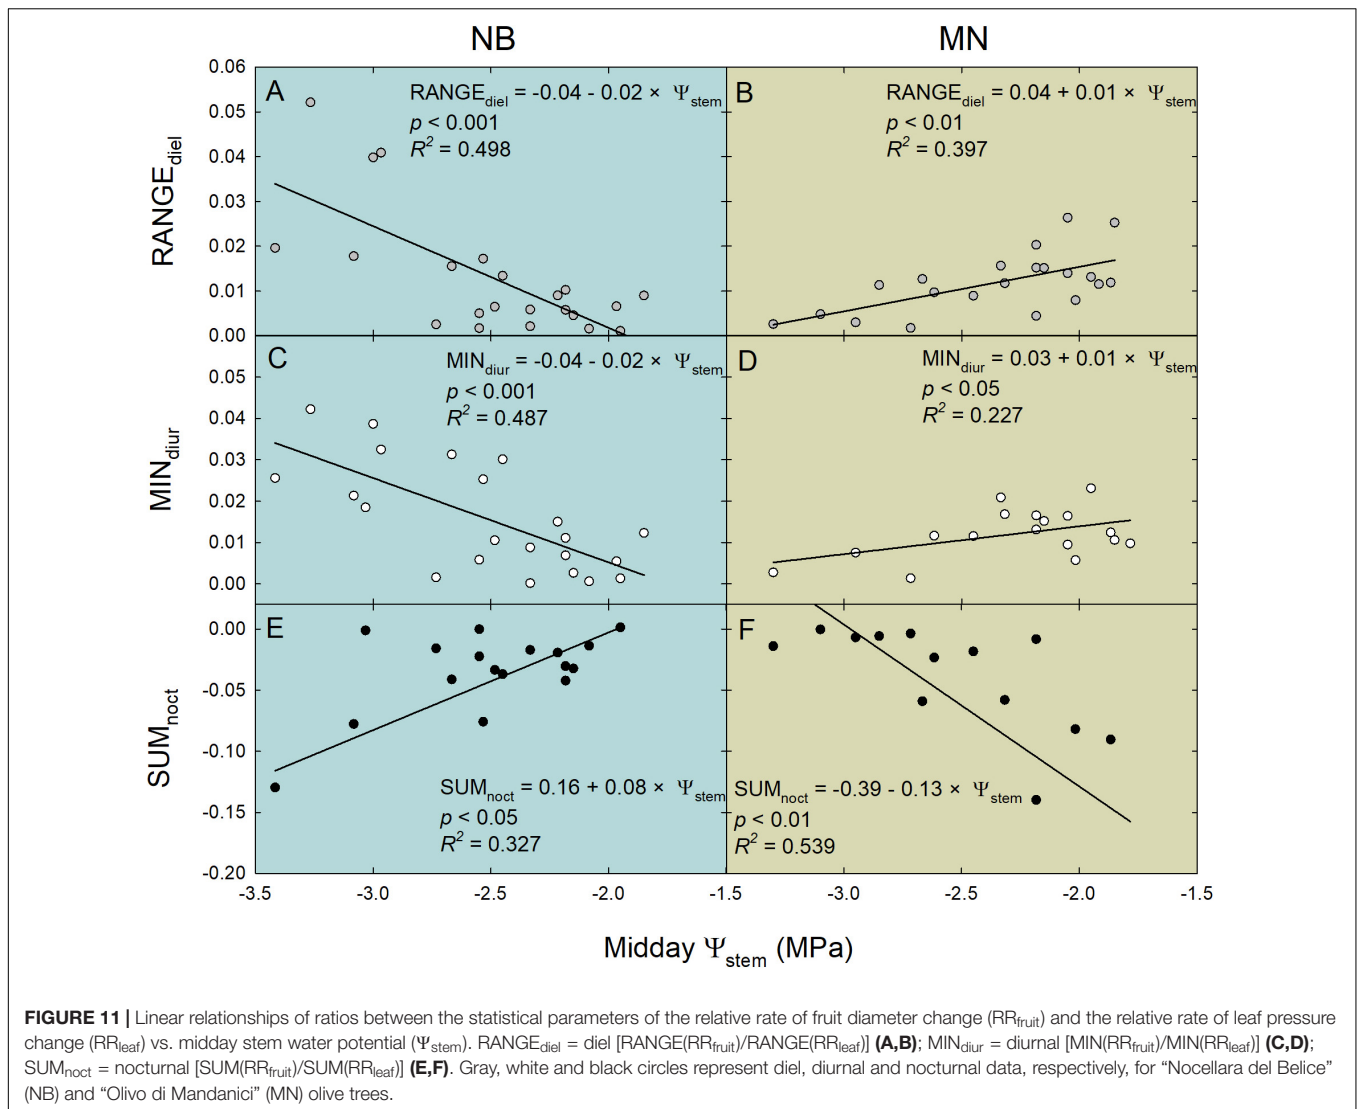 NB
MN
A
RANGEdiel = -0.04 - 0.02 × Ψstem
p < 0.001
R2 = 0.498
B
RANGEdiel = 0.04 + 0.01 × Ψstem
p < 0.01
R2 = 0.397
0.06
0.05
0.04
0.03
0.02
0.01
0.00
RANGEdiel
C
MINdiur = -0.04 - 0.02 × Ψstem
p < 0.001
R2 = 0.487
D
MINdiur = 0.03 + 0.01 × Ψstem
p < 0.05
R2 = 0.227
0.05
0.04
0.03
0.02
0.01
0.00
MINdiur
E
SUMnoct = 0.16 + 0.08 × Ψstem
p < 0.05
R2 = 0.327
F
SUMnoct = -0.39 - 0.13 × Ψstem
p < 0.01
R2 = 0.539
0.00
-0.05
-0.10
-0.15
-0.20
SUMnoct
-3.5 -3.0 -2.5 -2.0 -1.5 -3.0 -2.5 -2.0 -1.5
Midday Ψstem (MPa)
FIGURE 11 | Linear relationships of ratios between the statistical parameters of the relative rate of fruit diameter change (RRfruit) and the relative rate of leaf pressure
change (RRleaf) vs. midday stem water potential (Ψstem). RANGEdiel = diel [RANGE(RRfruit)/RANGE(RRleaf)] (A,B); MINdiur = diurnal [MIN(RRfruit)/MIN(RRleaf)] (C,D);
SUMnoct = nocturnal [SUM(RRfruit)/SUM(RRleaf)] (E,F). Gray, white and black circles represent diel, diurnal and nocturnal data, respectively, for “Nocellara del Belice”
(NB) and “Olivo di Mandanici” (MN) olive trees.